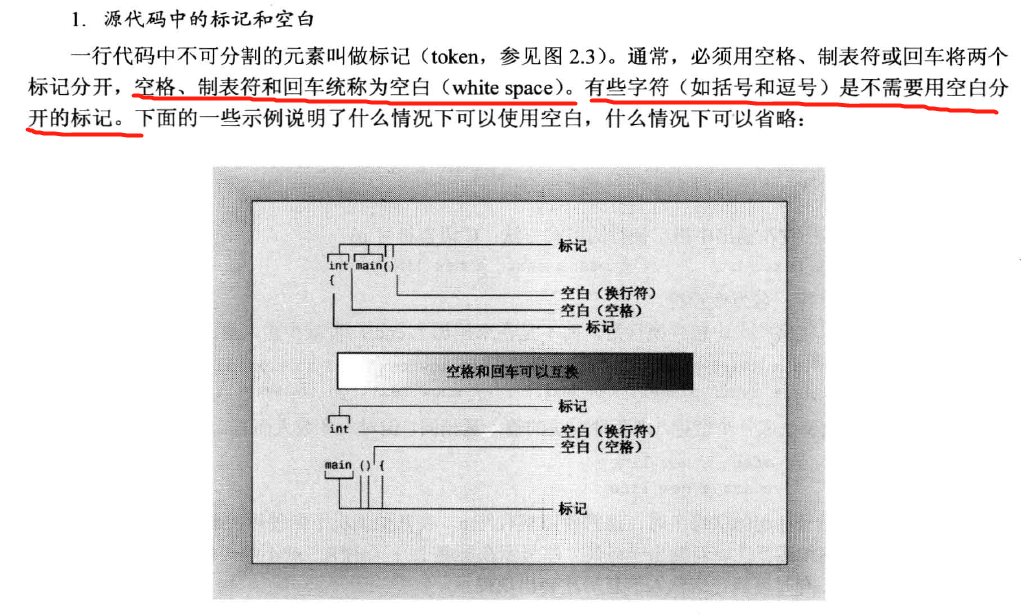 1. 源代码中的标记和空白
一行代码中不可分割的元素叫做标记（token，参见图 2.3）。通常，必须用空格、制表符或回车将两个
标记分开，空格、制表符和回车统称为空白（white space）。有些字符（如括号和逗号）是不需要用空白分
开的标记。下面的一些示例说明了什么情况下可以使用空白，什么情况下可以省略：
标记
int main()
{
空白（换行符）
空白（空格）
标记
空格和回车可以互换
标记
int
空白（换行符）
空白（空格）
main () {
标记